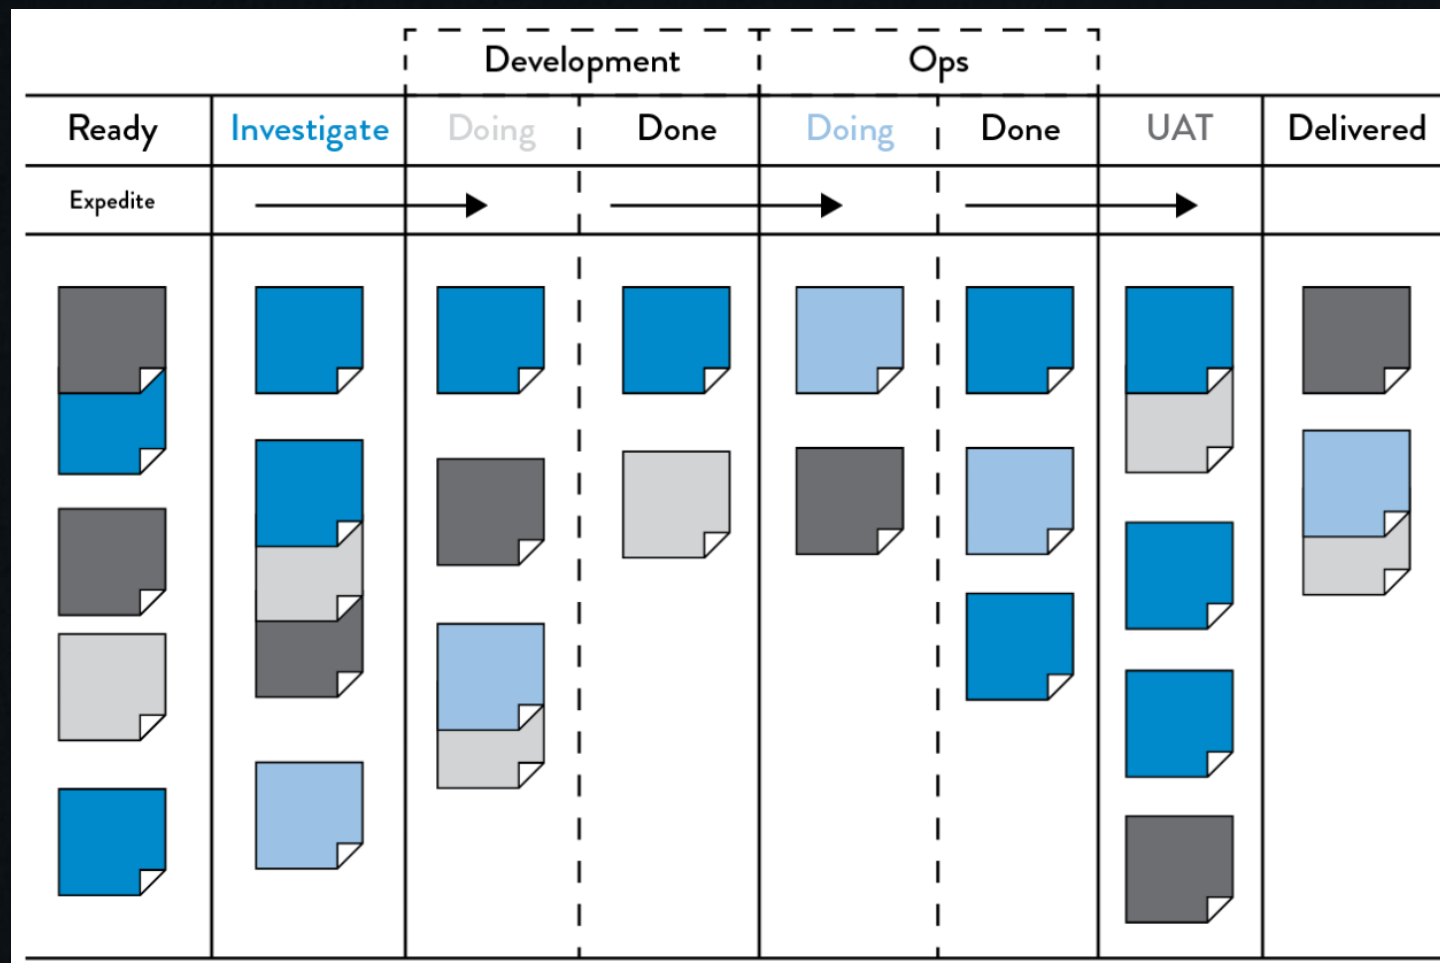 Development Ops
Ready Investigate Doing Done Doing Done UAT Delivered
Expedite